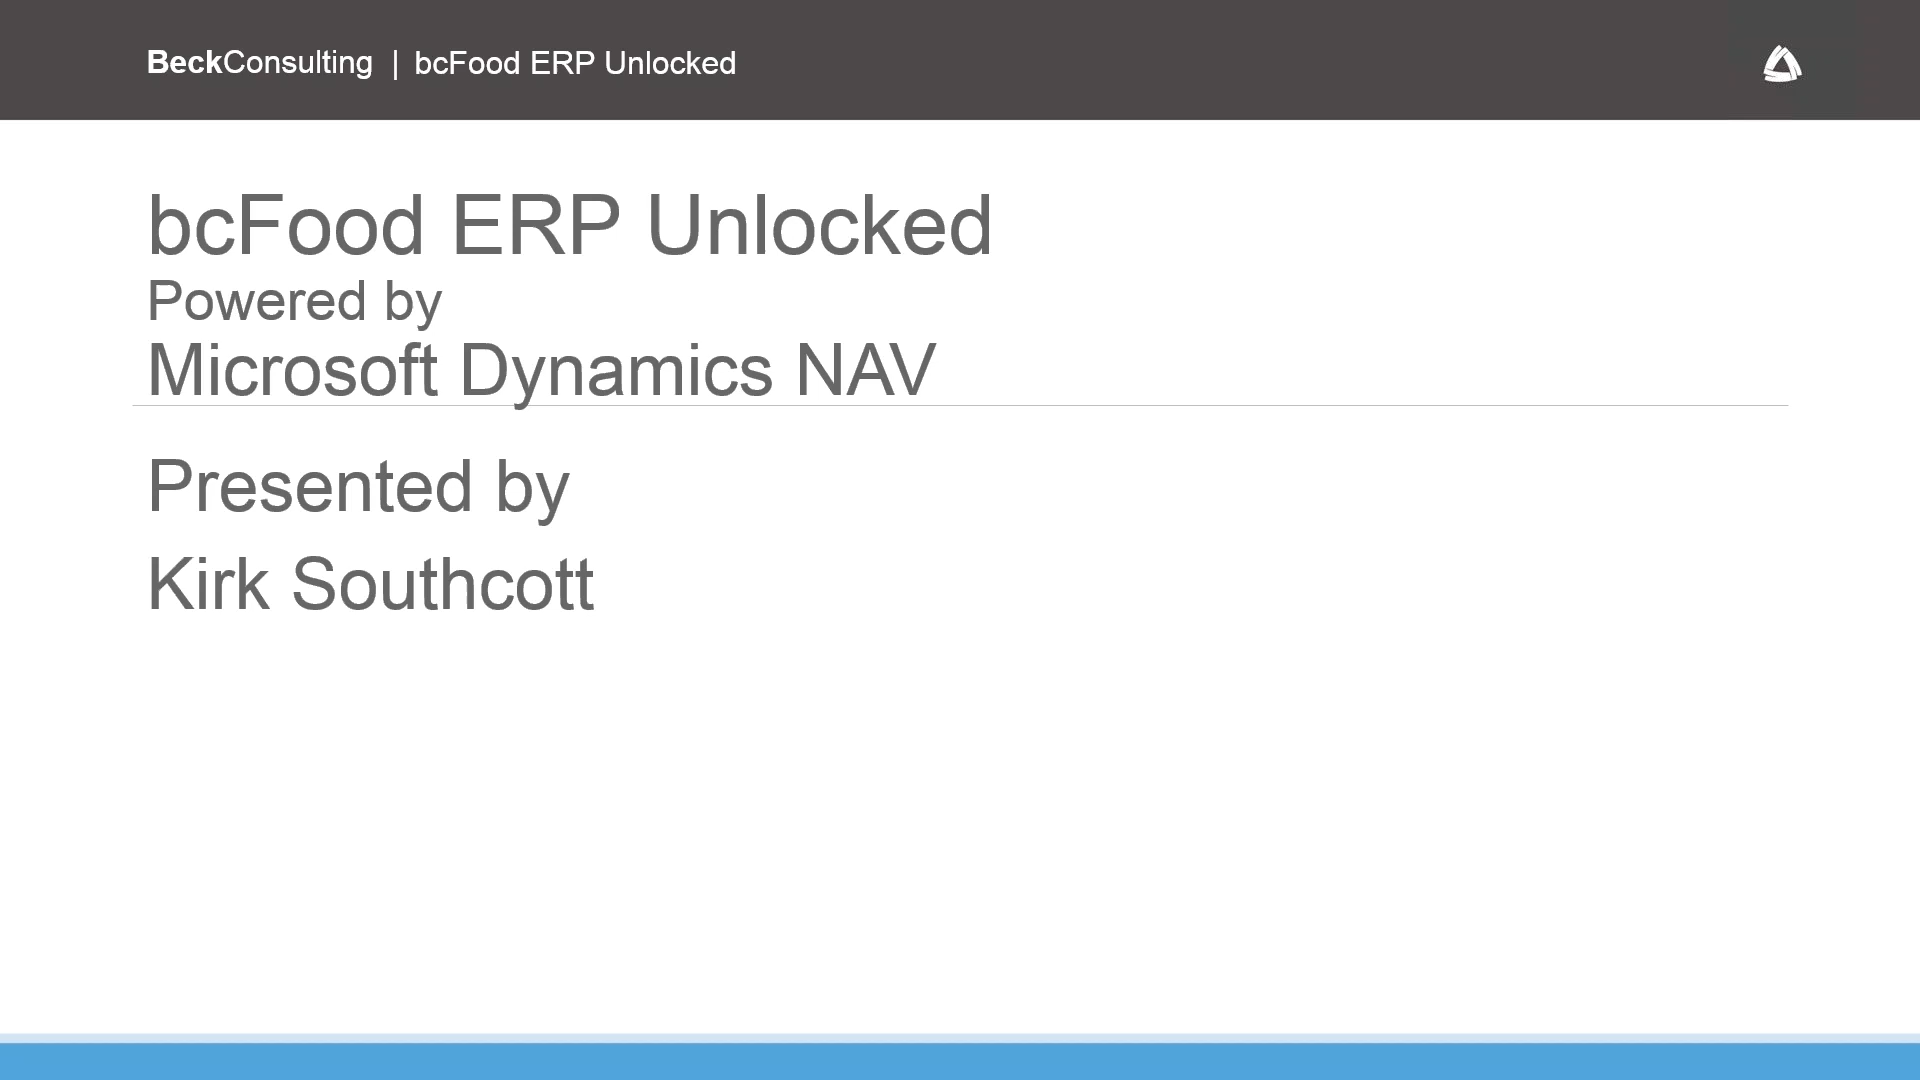 BeckConsulting | bcFood ERP Unlocked
bcFood ERP Unlocked
Powered by
Microsoft Dynamics NAV
Presented by
Kirk Southcott